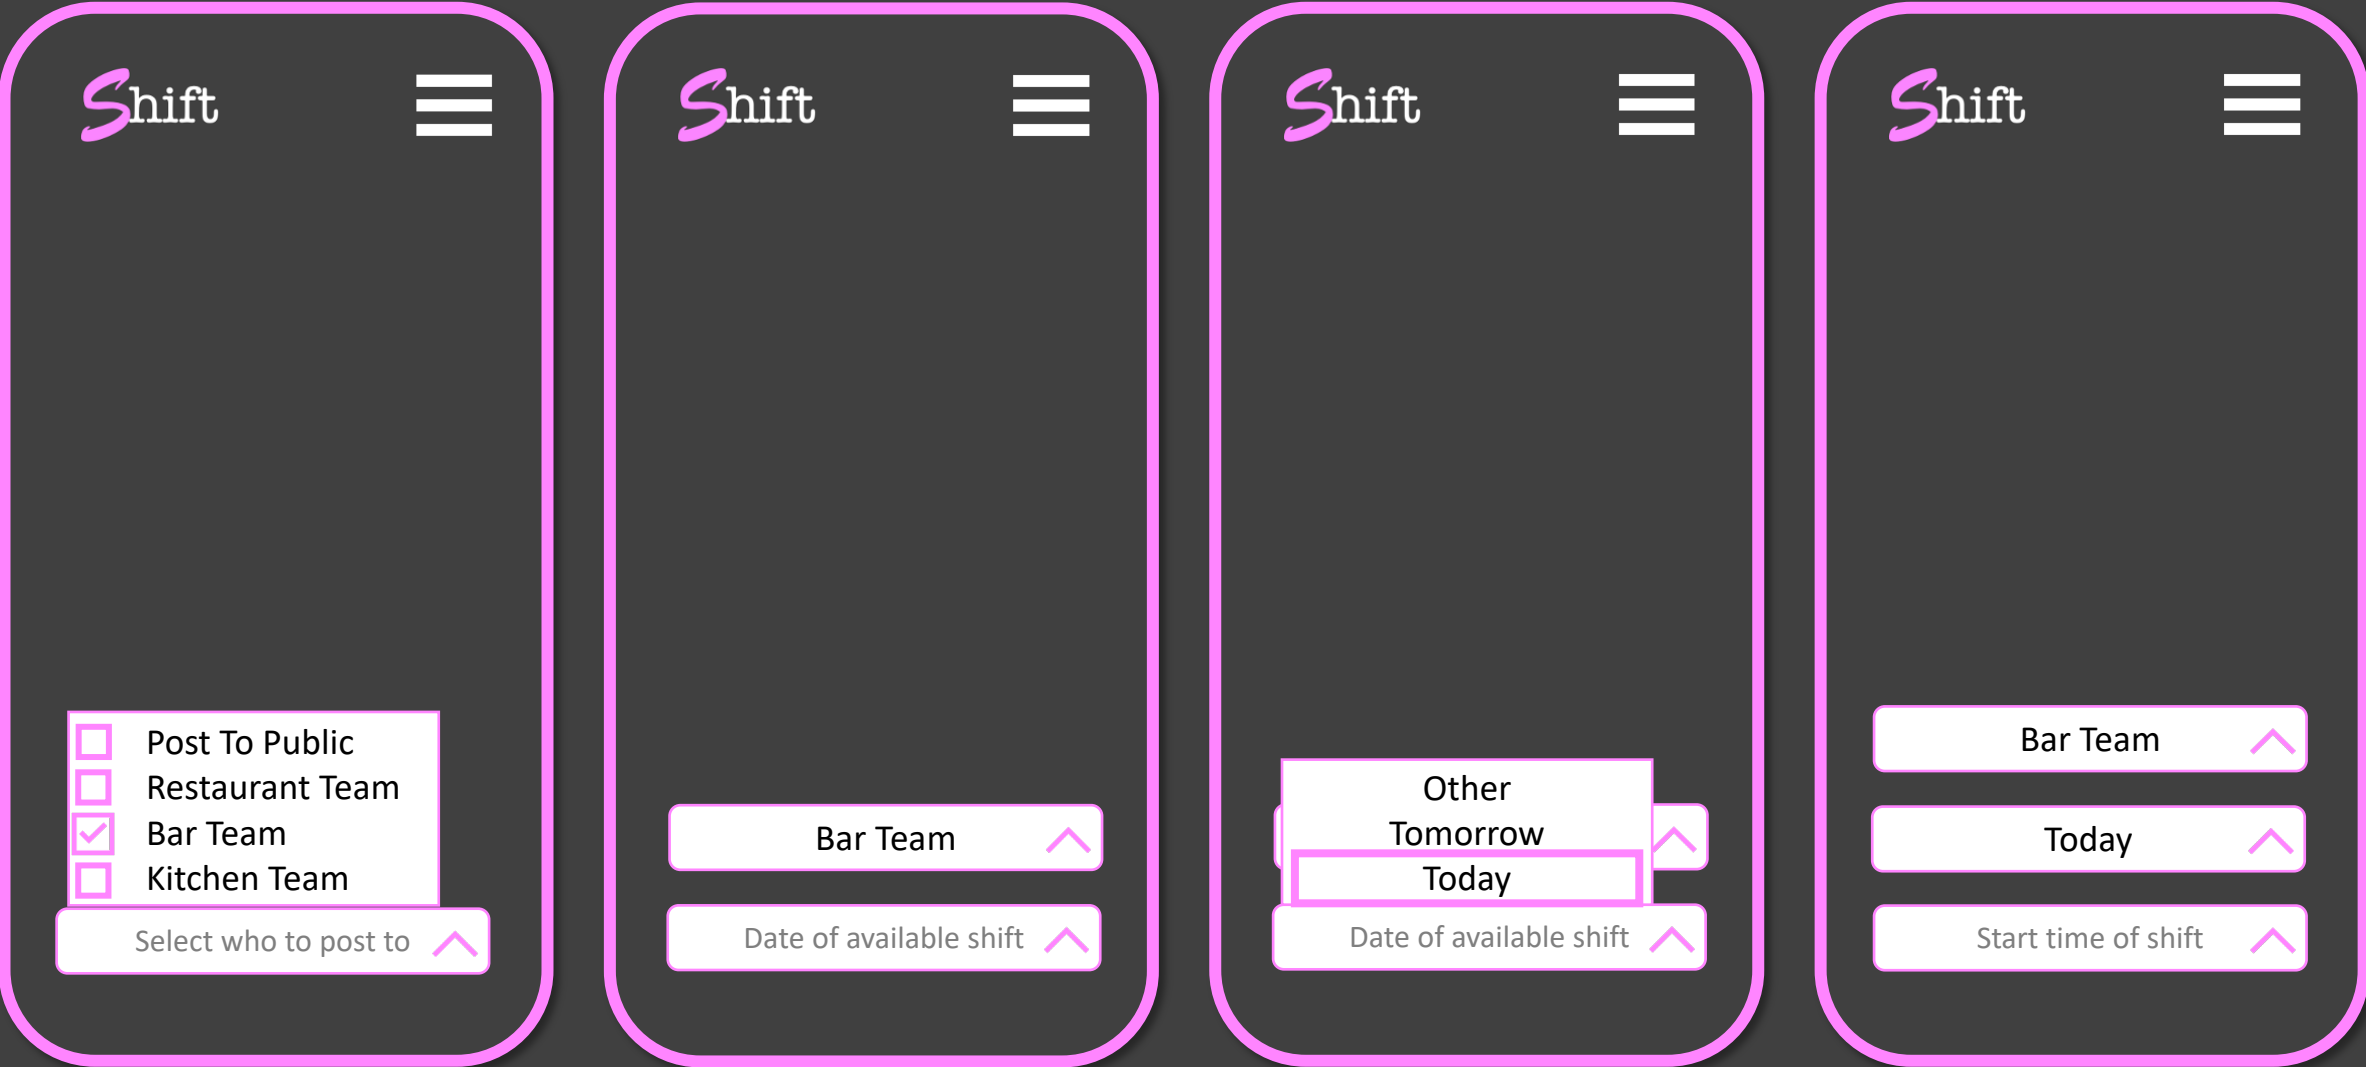 Shift
Post To Public
Restaurant Team
Bar Team
Kitchen Team
Select who to post to
Shift
Bar Team
Date of available shift
Shift
Other
Tomorrow
Today
Date of available shift
Shift
Bar Team
Today
Start time of shift